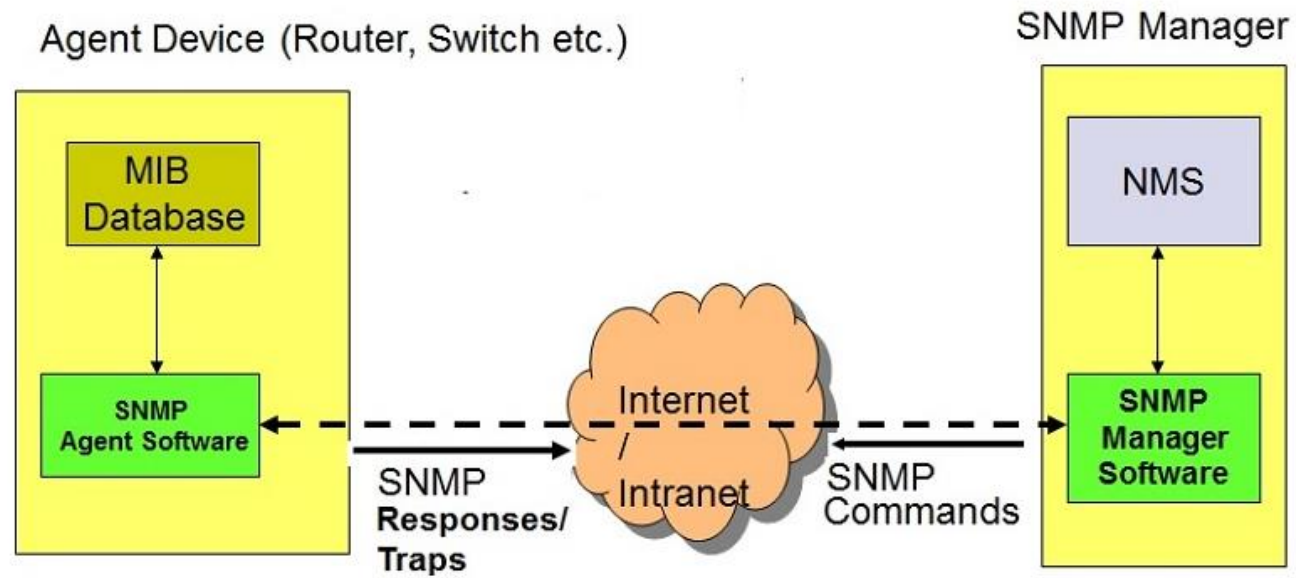 Agent Device (Router, Switch etc.)
SNMP Manager
MIB
Database
NMS
SNMP
Agent Software
Internet
/
Intranet
SNMP
Manager
Software
SNMP
Responses/
Traps
SNMP
Commands